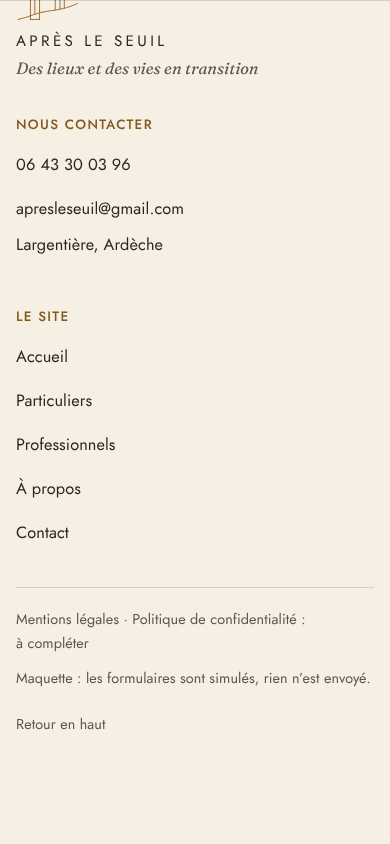 APRÈS LE SEUIL
Des lieux et des vies en transition
NOUS CONTACTER
06 43 30 03 96
apresleseuil@gmail.com
Largentière, Ardèche
LE SITE
Accueil
Particuliers
Professionnels
À propos
Contact
Mentions légales · Politique de confidentialité :
à compléter
Maquette : les formulaires sont simulés, rien n’est envoyé.
Retour en haut